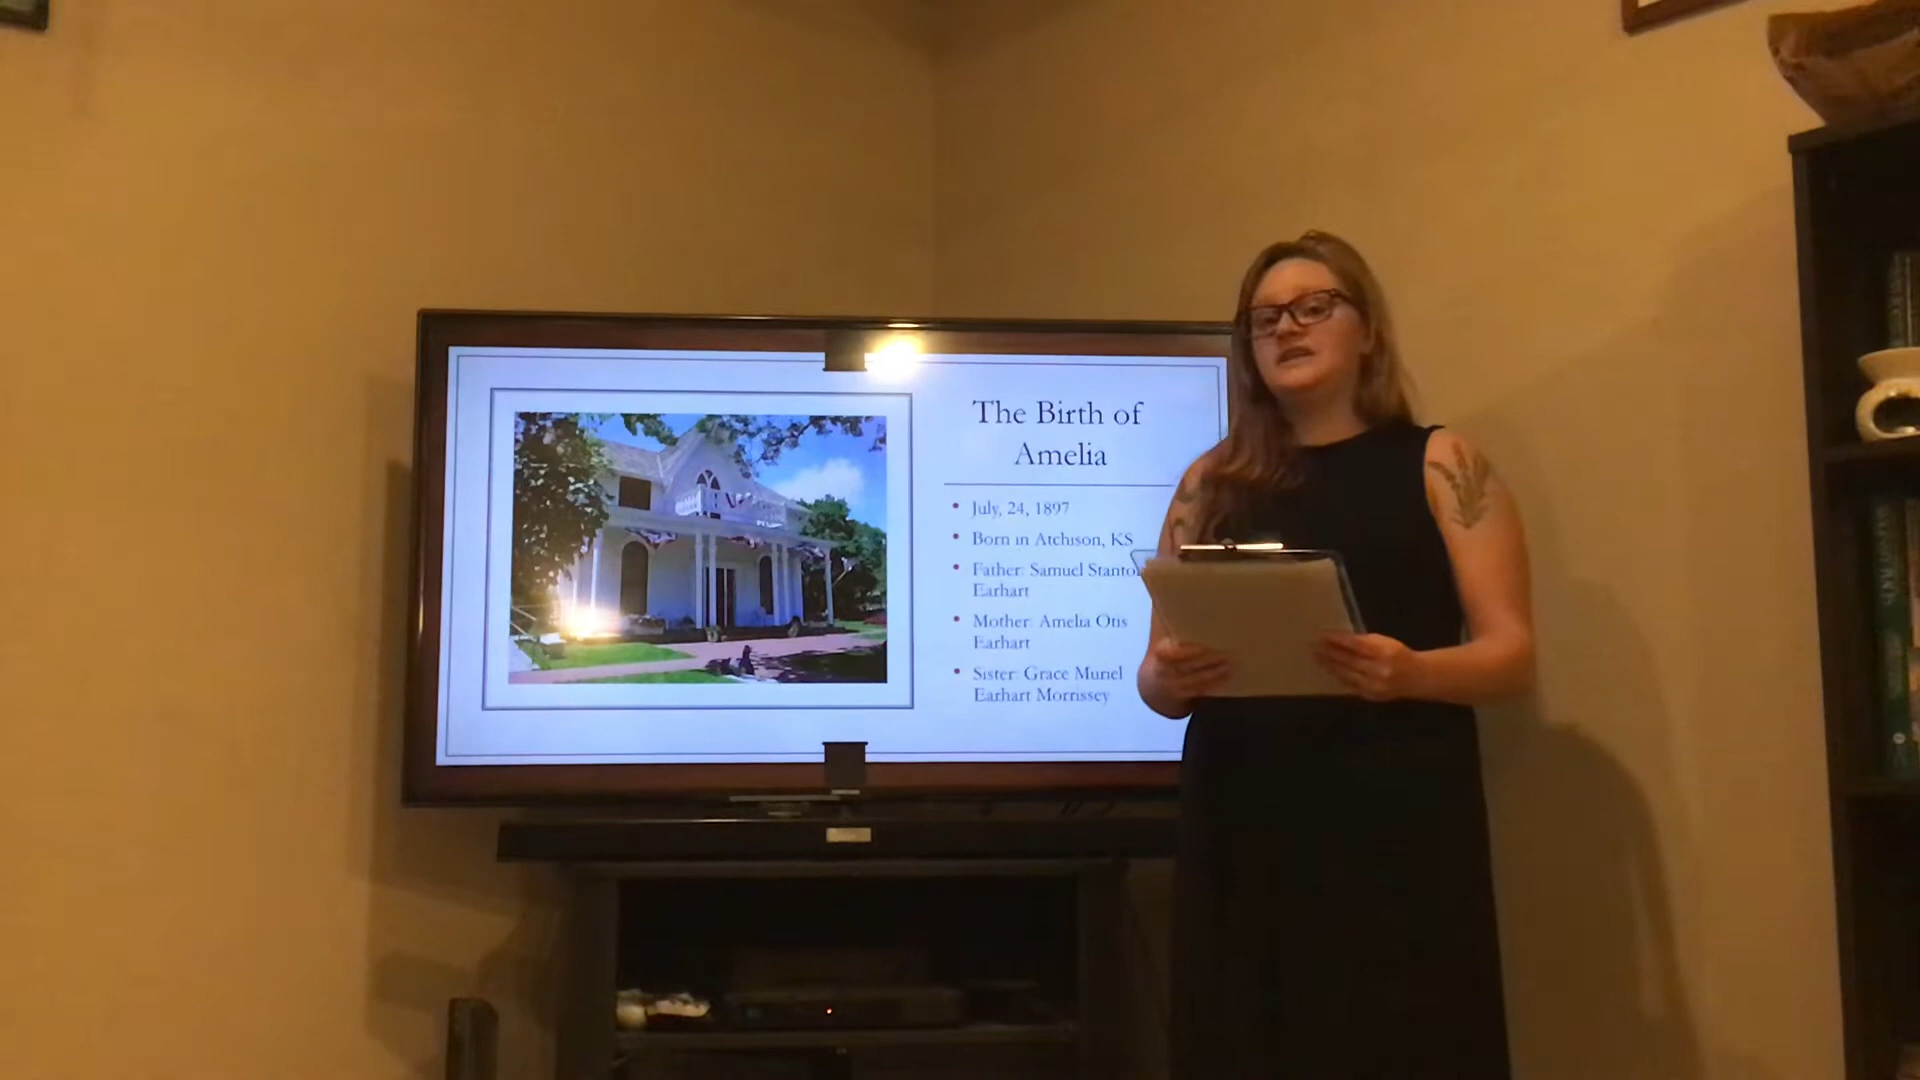 The Birth of
Amelia
• July, 24, 1897
• Born in Atchison, KS
• Father: Samuel Stanton
Earhart
• Mother: Amelia Otis
Earhart
• Sister: Grace Muriel
Earhart Morrissey